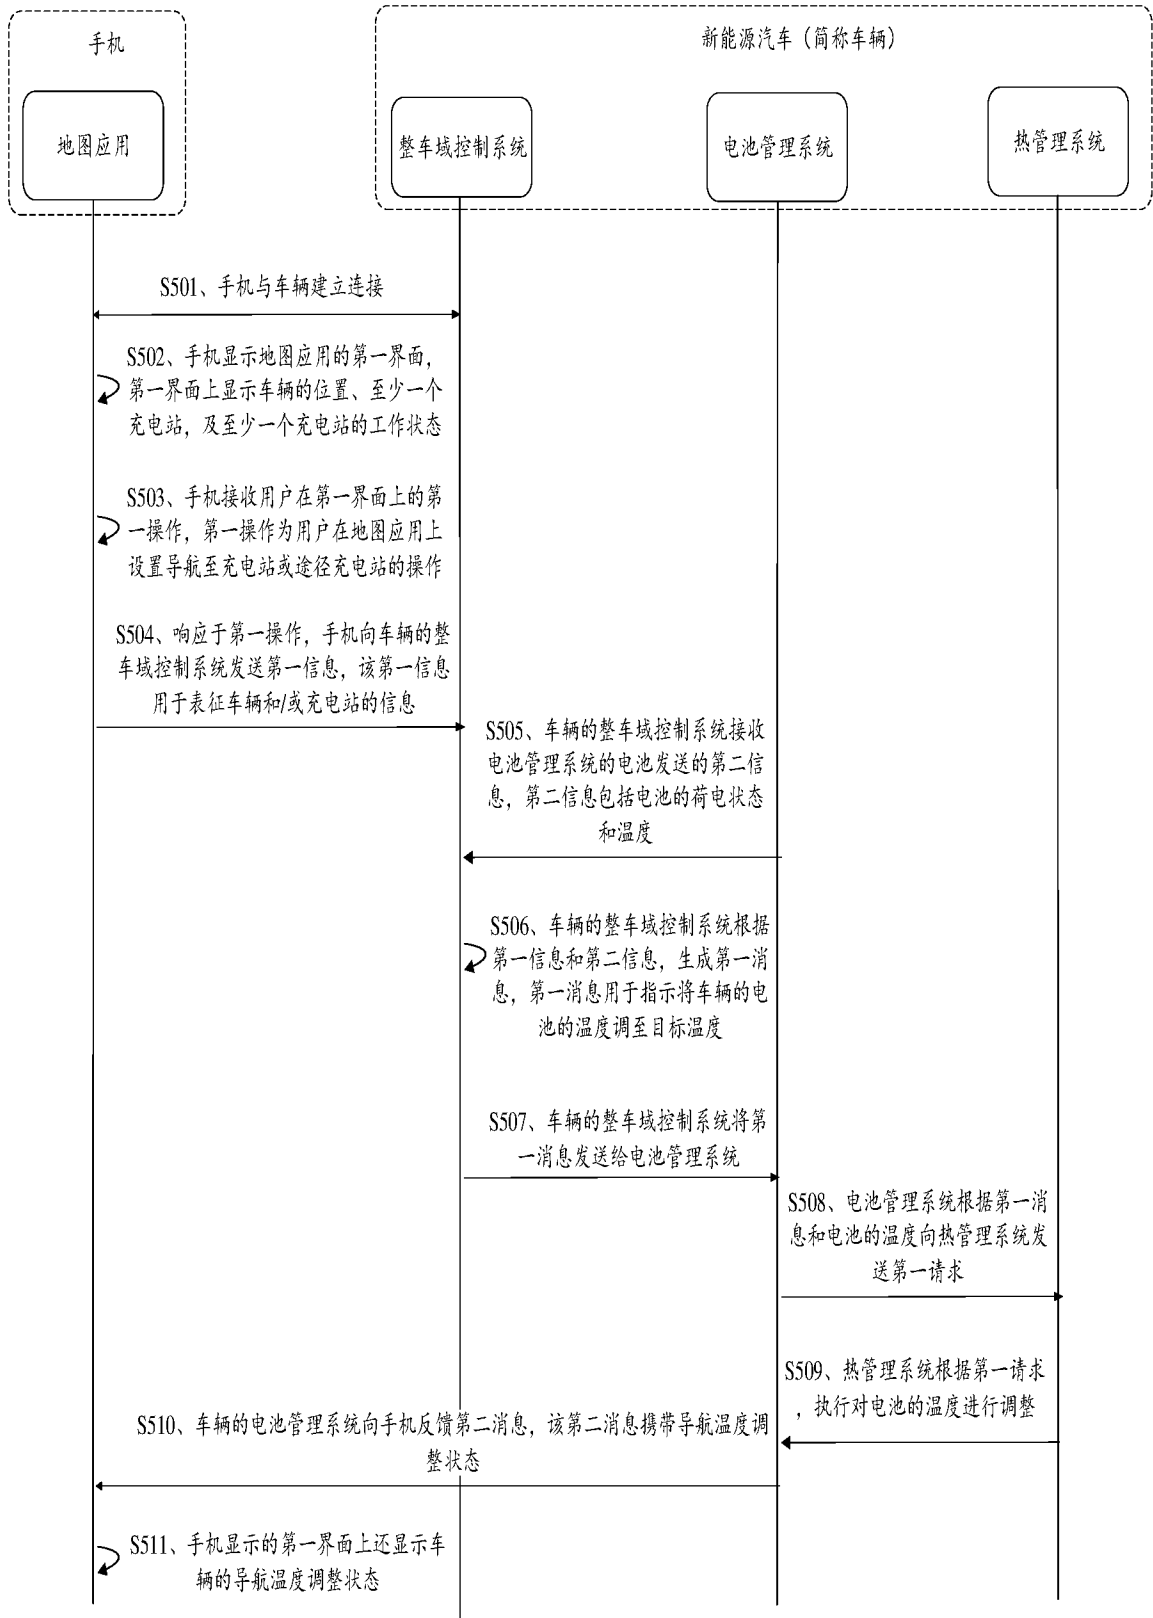 手机
新能源汽车（简称车辆）
地图应用
整车域控制系统
电池管理系统
热管理系统
S501、手机与车辆建立连接
S502、手机显示地图应用的第一界面，
第一界面上显示车辆的位置、至少一个
充电站，及至少一个充电站的工作状态
S503、手机接收用户在第一界面上的第
一操作，第一操作为用户在地图应用上
设置导航至充电站或途径充电站的操作
S504、响应于第一操作，手机向车辆的整
车域控制系统发送第一信息，该第一信息
用于表征车辆和/或充电站的信息
S505、车辆的整车域控制系统接收
电池管理系统的电池发送的第二信
息，第二信息包括电池的荷电状态
和温度
S506、车辆的整车域控制系统根据
第一信息和第二信息，生成第一消
息，第一消息用于指示将车辆的电
池的温度调至目标温度
S507、车辆的整车域控制系统将第
一消息发送给电池管理系统
S508、电池管理系统根据第一消
息和电池的温度向热管理系统发
送第一请求
S509、热管理系统根据第一请求
，执行对电池的温度进行调整
S510、车辆的电池管理系统向手机反馈第二消息，该第二消息携带导航温度调
整状态
S511、手机显示的第一界面上还显示车
辆的导航温度调整状态